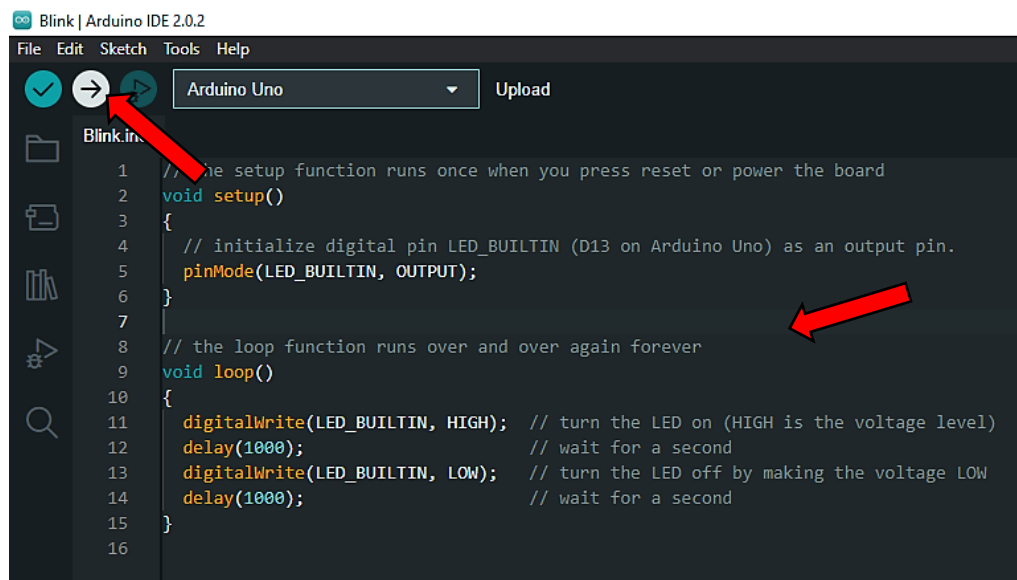 Blink | Arduino IDE 2.0.2
File Edit Sketch Tools Help
Arduino Uno Upload
Blink.in
1 // the setup function runs once when you press reset or power the board
2 void setup()
3 {
4 // initialize digital pin LED_BUILTIN (D13 on Arduino Uno) as an output pin.
5 pinMode(LED_BUILTIN, OUTPUT);
6 }
7
8 // the loop function runs over and over again forever
9 void loop()
10 {
11 digitalWrite(LED_BUILTIN, HIGH); // turn the LED on (HIGH is the voltage level)
12 delay(1000); // wait for a second
13 digitalWrite(LED_BUILTIN, LOW); // turn the LED off by making the voltage LOW
14 delay(1000); // wait for a second
15 }
16